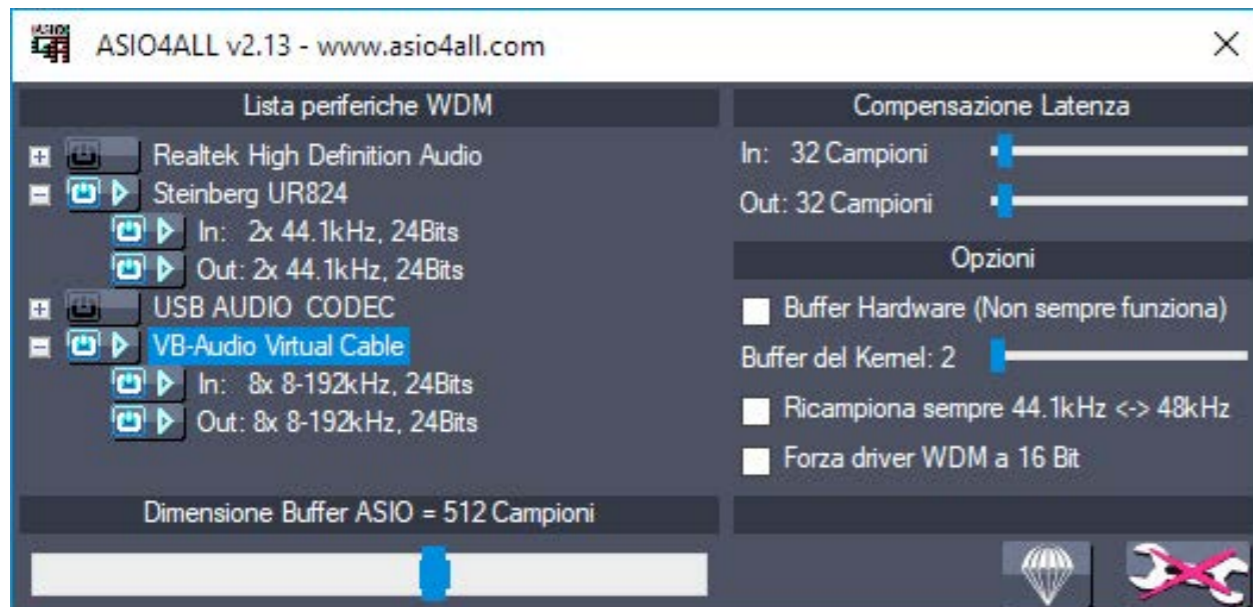 ASIO4ALL v2.13 - www.asio4all.com
Lista periferiche WDM
Realtek High Definition Audio
Steinberg UR824
In: 2x 44.1kHz, 24Bits
Out: 2x 44.1kHz, 24Bits
USB AUDIO CODEC
VB-Audio Virtual Cable
In: 8x 8-192kHz, 24Bits
Out: 8x 8-192kHz, 24Bits
Dimensione Buffer ASIO = 512 Campioni
Compensazione Latenza
In: 32 Campioni
Out: 32 Campioni
Opzioni
Buffer Hardware (Non sempre funziona)
Buffer del Kernel: 2
Ricampiona sempre 44.1kHz <-> 48kHz
Forza driver WDM a 16 Bit